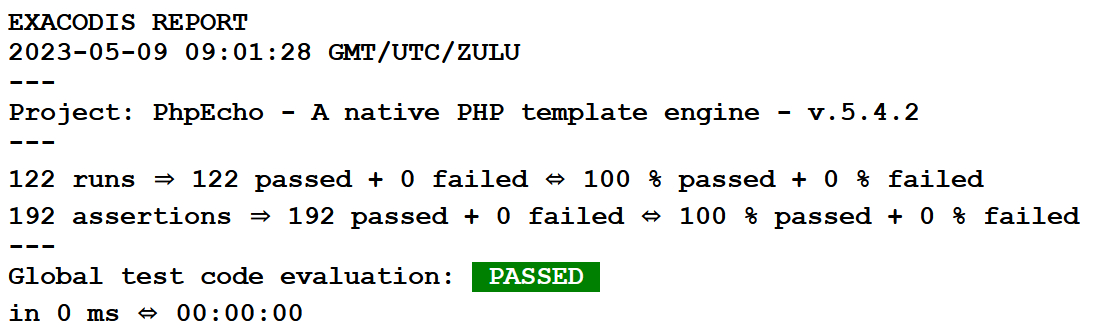 EXACODIS REPORT
2023-05-09 09:01:28 GMT/UTC/ZULU
---
Project: PhpEcho - A native PHP template engine - v.5.4.2
---
122 runs ⇒ 122 passed + 0 failed ⇔ 100 % passed + 0 % failed
192 assertions ⇒ 192 passed + 0 failed ⇔ 100 % passed + 0 % failed
---
Global test code evaluation: PASSED
in 0 ms ⇔ 00:00:00